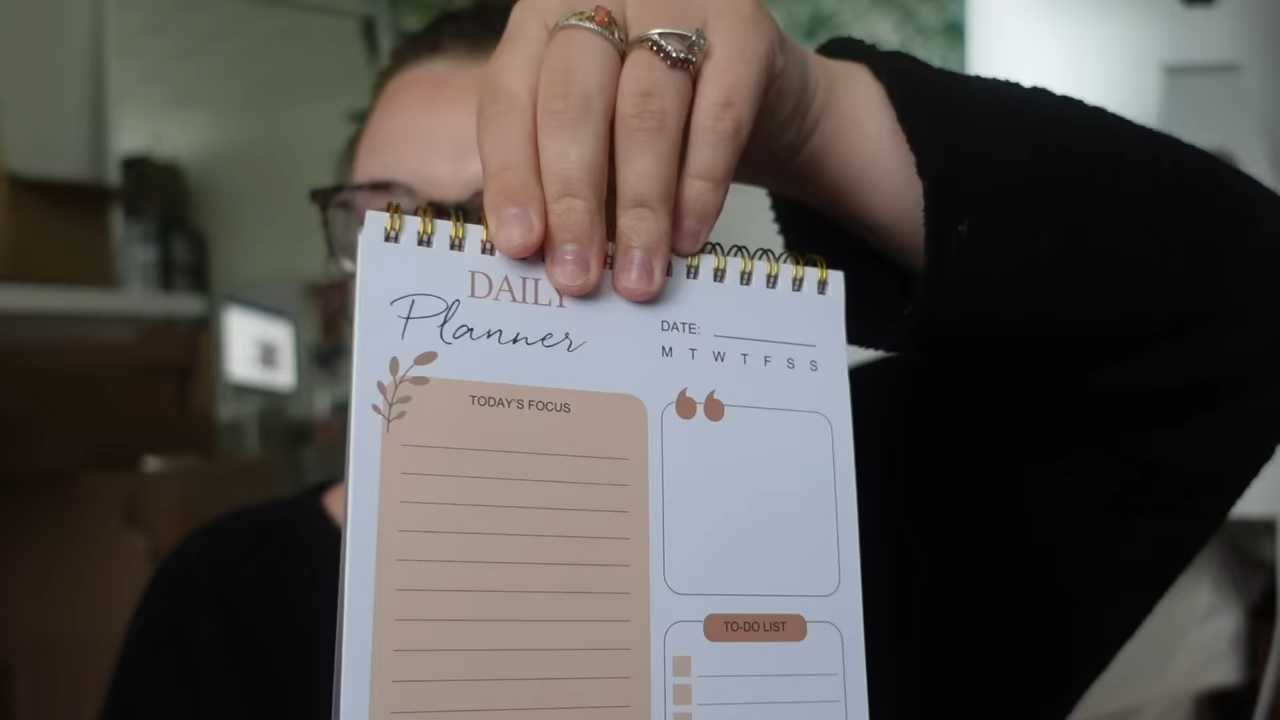 DAILY
Planner
DATE:
M T W T F S S
TODAY'S FOCUS
TO-DO LIST